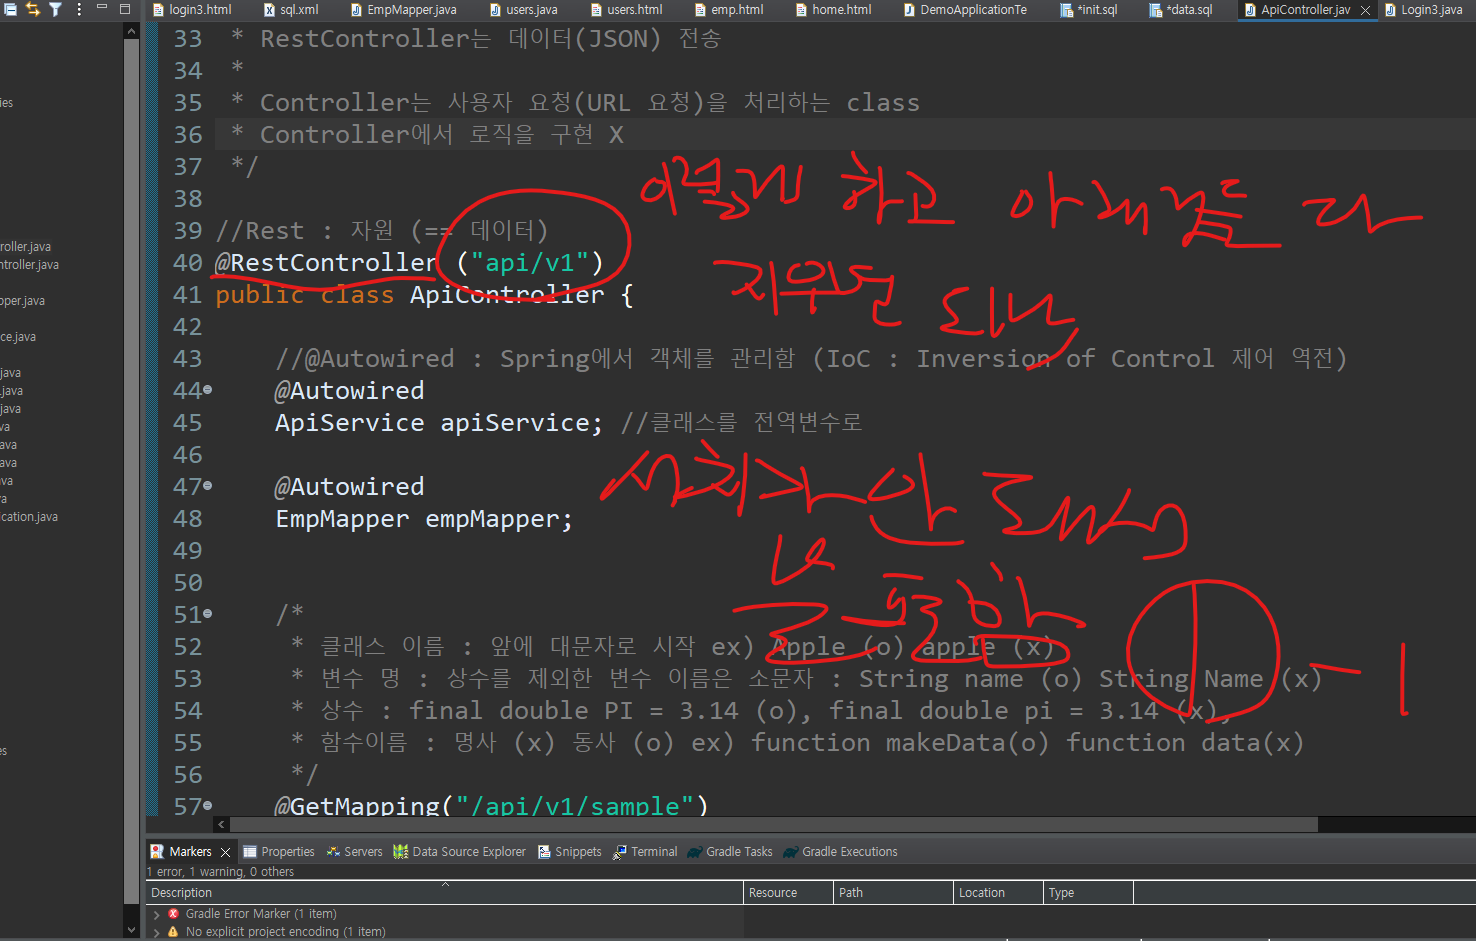 login3.html sql.xml EmpMapper.java users.java users.html emp.html home.html DemoApplicationTe *init.sql *data.sql ApiController.jav Login3.java
33 * RestController는 데이터(JSON) 전송
34 *
35 * Controller는 사용자 요청(URL 요청)을 처리하는 class
36 * Controller에서 로직을 구현 X
37 */
이렇게 하고 아래껄 다
38
39 //Rest : 자원 (== 데이터)
40 @RestController ("api/v1")
지우면 되나,
41 public class ApiController {
42
43 //@Autowired : Spring에서 객체를 관리함 (IoC : Inversion of Control 제어 역전)
44 @Autowired
45 ApiService apiService; //클래스를 전역변수로
46
47 @Autowired
48 EmpMapper empMapper;
49
50
51 /*
52 * 클래스 이름 : 앞에 대문자로 시작 ex) Apple (o) apple (x)
53 * 변수 명 : 상수를 제외한 변수 이름은 소문자 : String name (o) String Name (x)
54 * 상수 : final double PI = 3.14 (o), final double pi = 3.14 (x),
55 * 함수이름 : 명사 (x) 동사 (o) ex) function makeData(o) function data(x)
56 */
57 @GetMapping("/api/v1/sample")
ies
roller.java
ntroller.java
pper.java
ce.java
java
.java
java
va
ava
ava
va
a
ication.java
es
Markers Properties Servers Data Source Explorer Snippets Terminal Gradle Tasks Gradle Executions
1 error, 1 warning, 0 others
Description Resource Path Location Type
Gradle Error Marker (1 item)
No explicit project encoding (1 item)